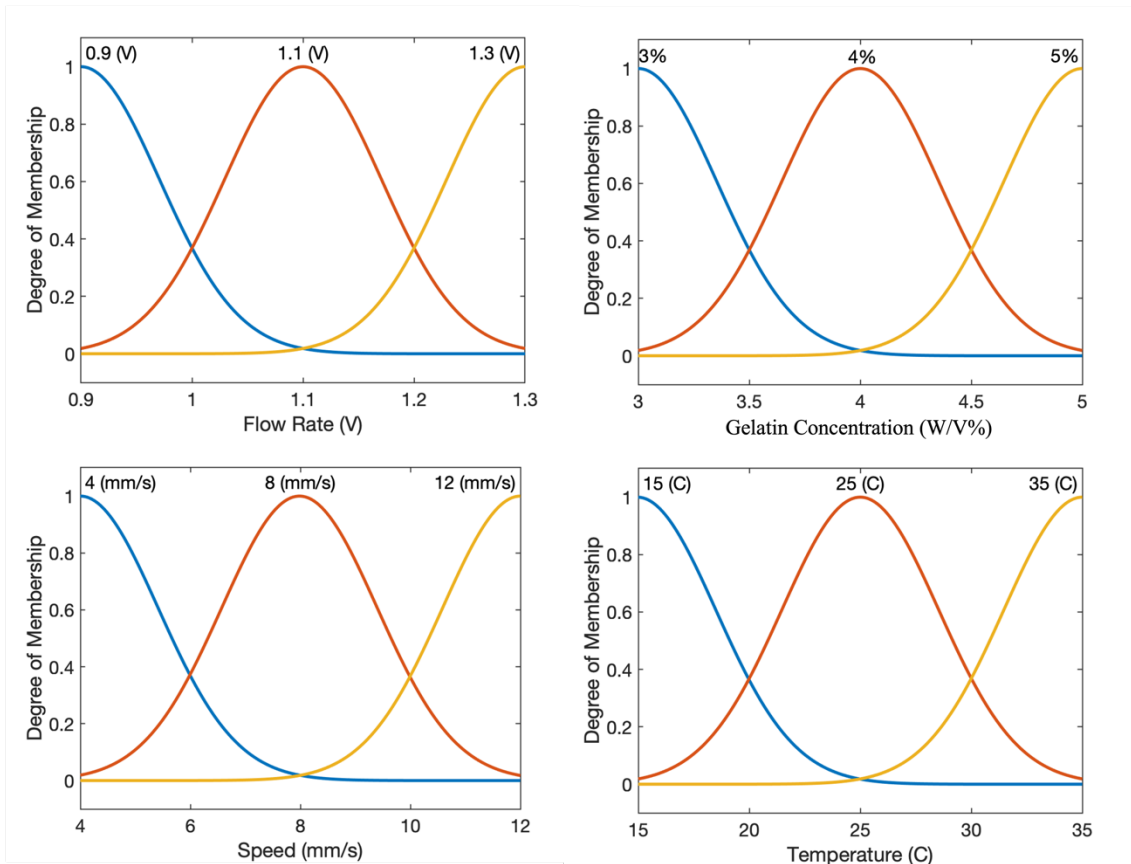 0.9 (V) 1.1 (V) 1.3 (V)
1
0.8
0.6
0.4
0.2
0
Degree of Membership
0.9 1 1.1 1.2 1.3
Flow Rate (V)
3% 4% 5%
1
0.8
0.6
0.4
0.2
0
Degree of Membership
3 3.5 4 4.5 5
Gelatin Concentration (W/V%)
4 (mm/s) 8 (mm/s) 12 (mm/s)
1
0.8
0.6
0.4
0.2
0
Degree of Membership
4 6 8 10 12
Speed (mm/s)
15 (C) 25 (C) 35 (C)
1
0.8
0.6
0.4
0.2
0
Degree of Membership
15 20 25 30 35
Temperature (C)